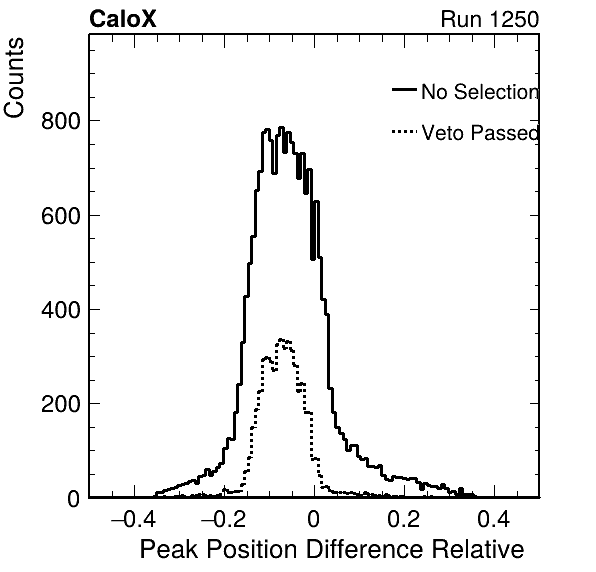 CaloX Run 1250
Counts
No Selection
Veto Passed
800
600
400
200
0
−0.4 −0.2 0 0.2 0.4
Peak Position Difference Relative